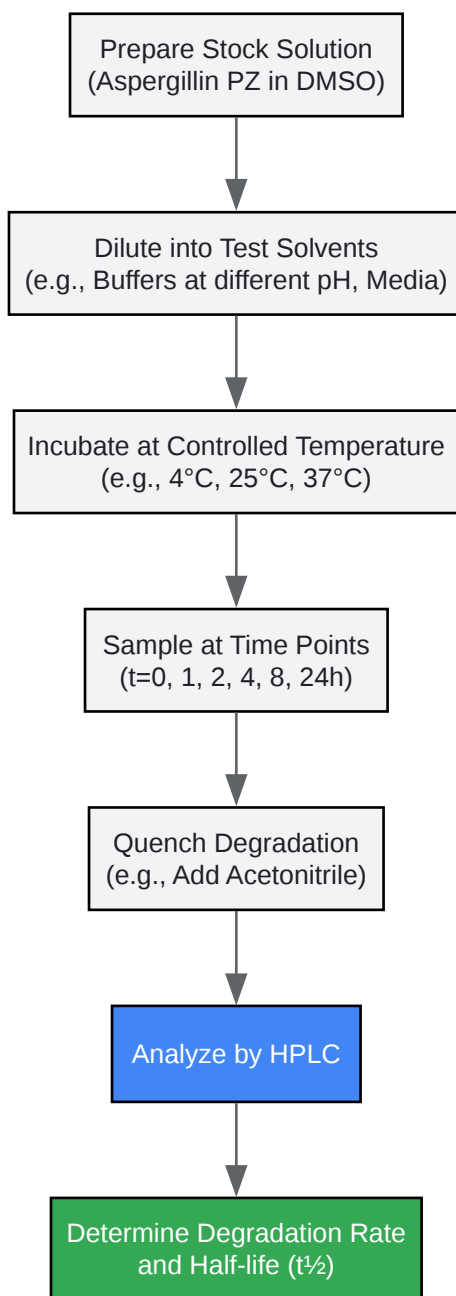 Prepare Stock Solution
(Aspergillin PZ in DMSO)
Dilute into Test Solvents
(e.g., Buffers at different pH, Media)
Incubate at Controlled Temperature
(e.g., 4°C, 25°C, 37°C)
Sample at Time Points
(t=0, 1, 2, 4, 8, 24h)
Quench Degradation
(e.g., Add Acetonitrile)
Analyze by HPLC
Determine Degradation Rate
and Half-life (t½)